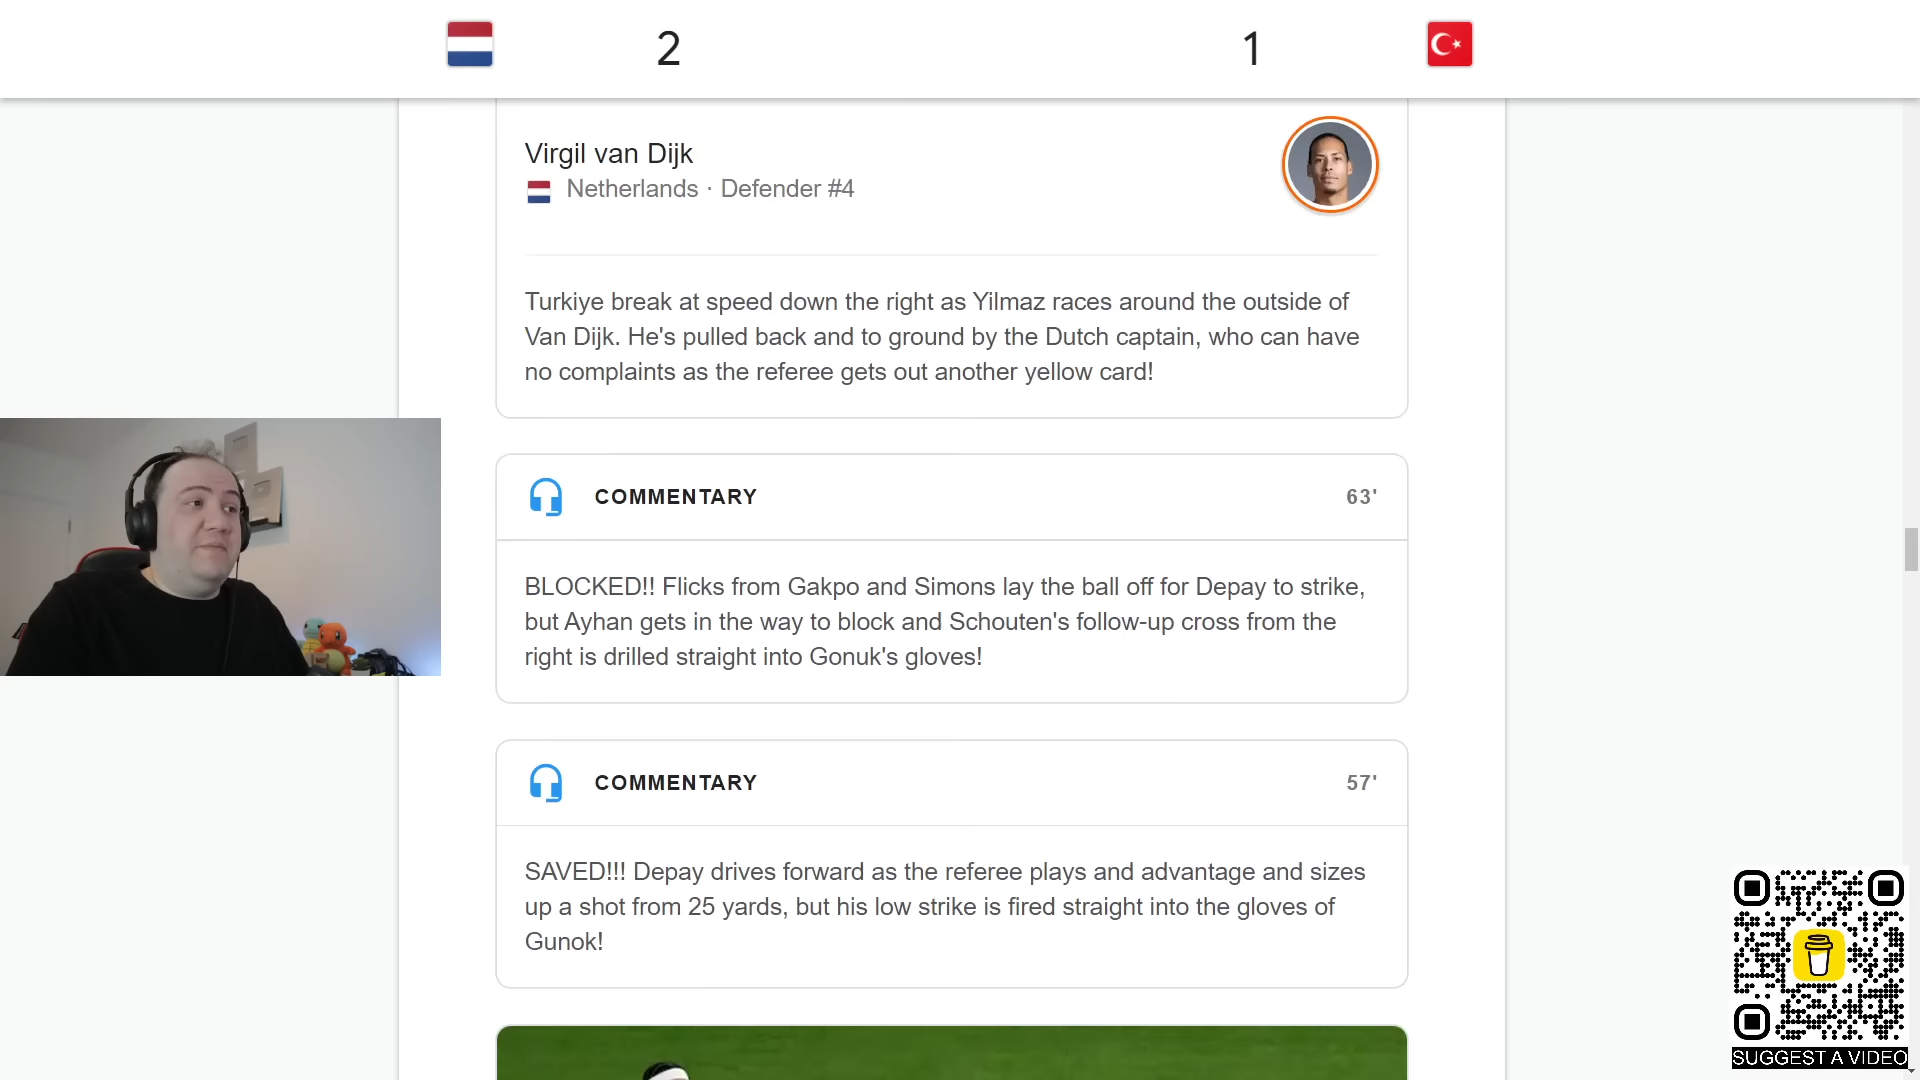 2
1
Virgil van Dijk
Netherlands · Defender #4
Turkiye break at speed down the right as Yilmaz races around the outside of
Van Dijk. He's pulled back and to ground by the Dutch captain, who can have
no complaints as the referee gets out another yellow card!
COMMENTARY 63'
BLOCKED!! Flicks from Gakpo and Simons lay the ball off for Depay to strike,
but Ayhan gets in the way to block and Schouten's follow-up cross from the
right is drilled straight into Gonuk's gloves!
COMMENTARY 57'
SAVED!!! Depay drives forward as the referee plays and advantage and sizes
up a shot from 25 yards, but his low strike is fired straight into the gloves of
Gunok!
SUGGEST A VIDEO